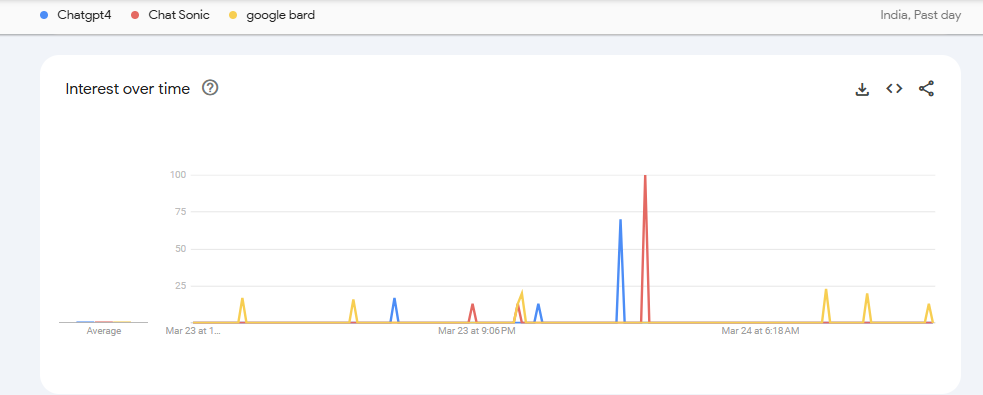 Chatgpt4 Chat Sonic google bard India, Past day
Interest over time
100
75
50
25
Average Mar 23 at 1... Mar 23 at 9:06 PM Mar 24 at 6:18 AM